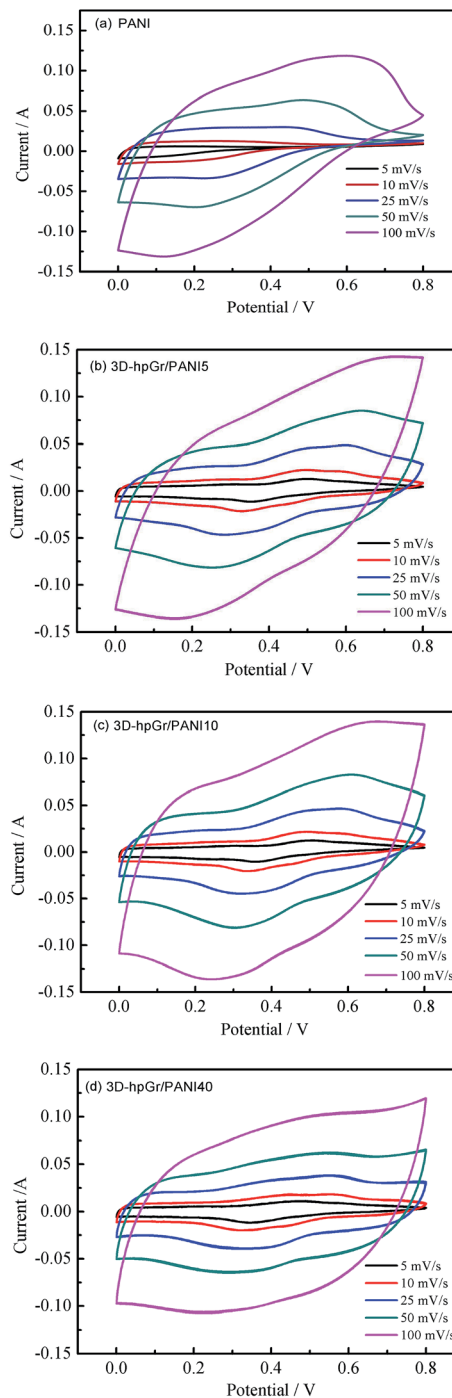 (a) PANI
0.15
0.10
0.05
0.00
-0.05
-0.10
-0.15
Current / A
5 mV/s
10 mV/s
25 mV/s
50 mV/s
100 mV/s
0.0 0.2 0.4 0.6 0.8
Potential / V
(b) 3D-hpGr/PANI5
0.15
0.10
0.05
0.00
-0.05
-0.10
-0.15
Current / A
5 mV/s
10 mV/s
25 mV/s
50 mV/s
100 mV/s
0.0 0.2 0.4 0.6 0.8
Potential / V
(c) 3D-hpGr/PANI10
0.15
0.10
0.05
0.00
-0.05
-0.10
-0.15
Current / A
5 mV/s
10 mV/s
25 mV/s
50 mV/s
100 mV/s
0.0 0.2 0.4 0.6 0.8
Potential / V
(d) 3D-hpGr/PANI40
0.15
0.10
0.05
0.00
-0.05
-0.10
-0.15
Current /A
5 mV/s
10 mV/s
25 mV/s
50 mV/s
100 mV/s
0.0 0.2 0.4 0.6 0.8
Potential / V